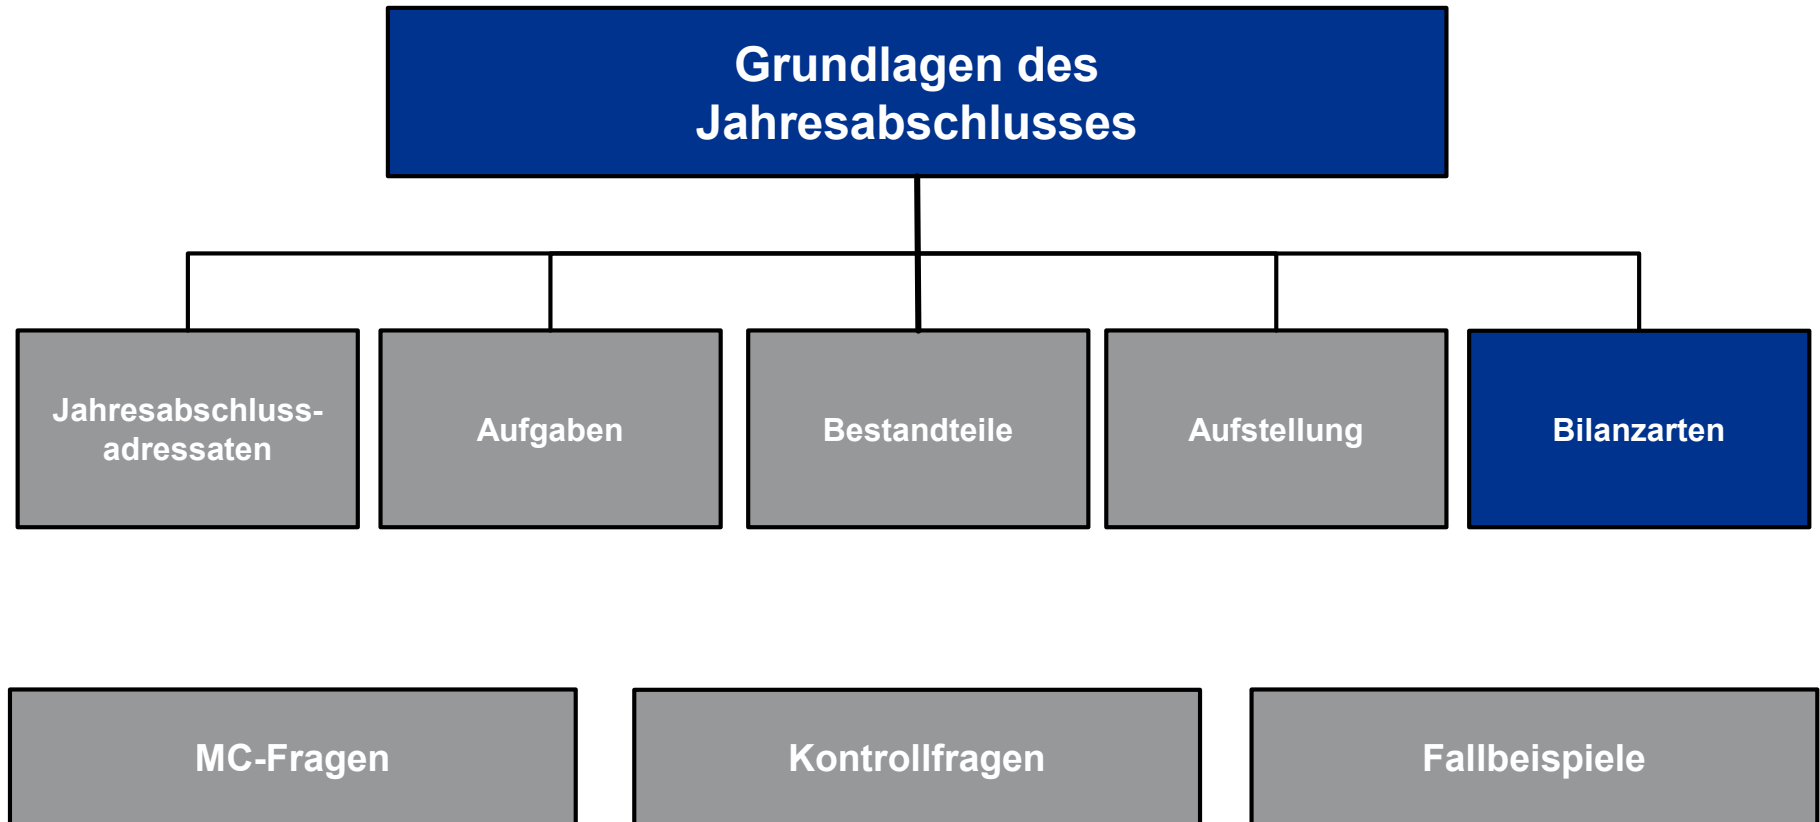 Grundlagen des
Jahresabschlusses
Jahresabschluss-
adressaten
Aufgaben
Bestandteile
Aufstellung
Bilanzarten
MC-Fragen
Kontrollfragen
Fallbeispiele